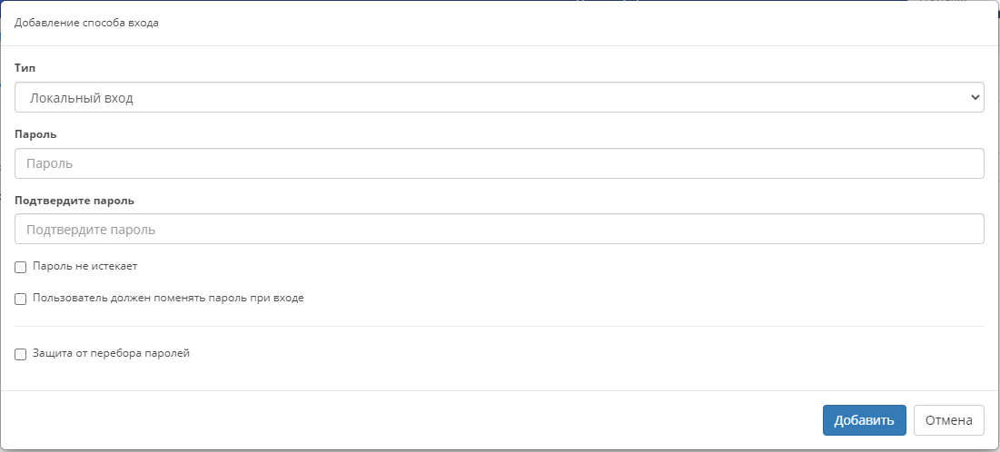 Добавление способа входа
Тип
Локальный вход
Пароль
Пароль
Подтвердите пароль
Подтвердите пароль
Пароль не истекает
Пользователь должен поменять пароль при входе
Защита от перебора паролей
Добавить
Отмена